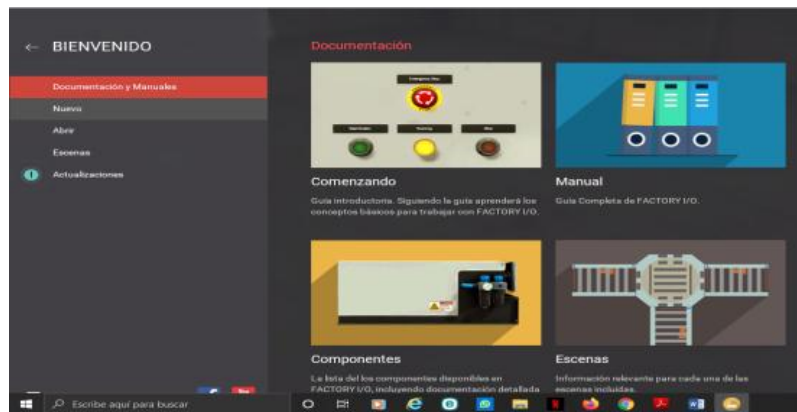 ← BIENVENIDO
Documentación y Manuales
Nuevo
Abrir
Escenas
Actualizaciones
Documentación
Comenzando
Guía introductoria. Siguiendo la guía aprenderá los
conceptos básicos para trabajar con FACTORY I/O.
Manual
Guía Completa de FACTORY I/O.
Componentes
La lista del los componentes disponibles en
FACTORY I/O, incluyendo documentación detallada
Escenas
Información relevante para cada una de las
escenas incluidas.
Escribe aquí para buscar